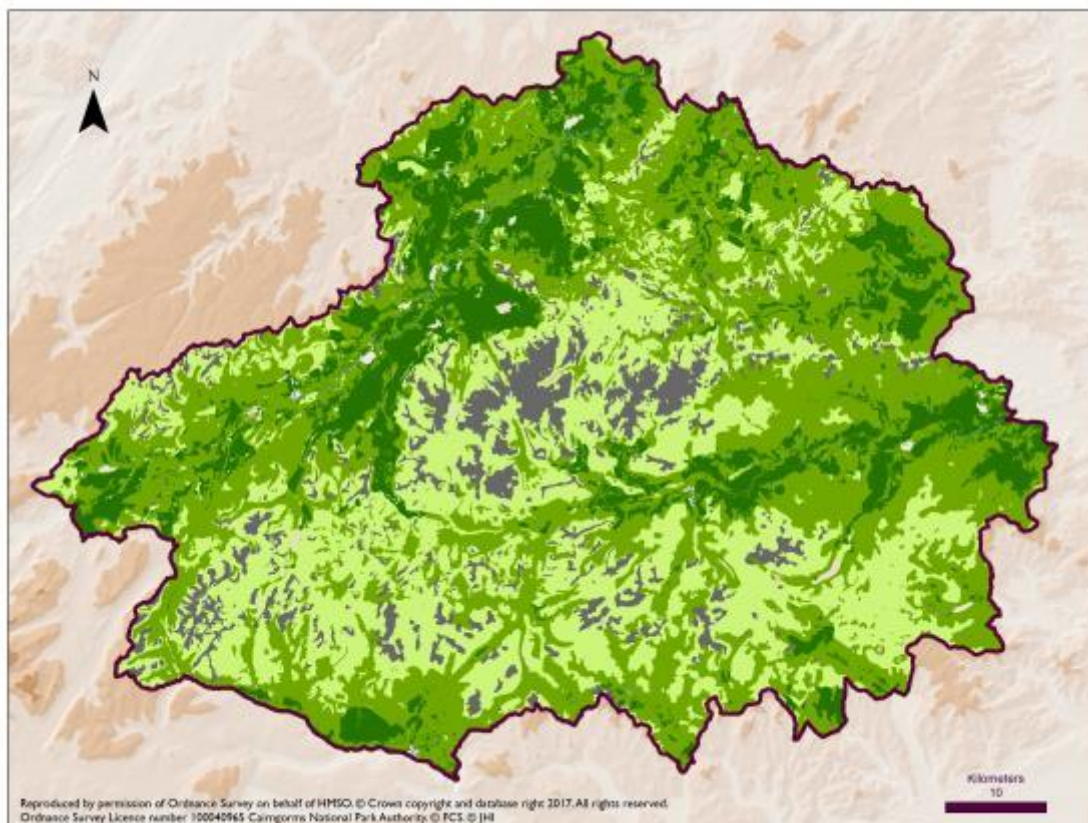 N
Kilometers
10
Reproduced by permission of Ordnance Survey on behalf of HMSO. © Crown copyright and database right 2017. All rights reserved.
Ordnance Survey Licence number 100040965 Cairngorms National Park Authority. © FCS. © JHI